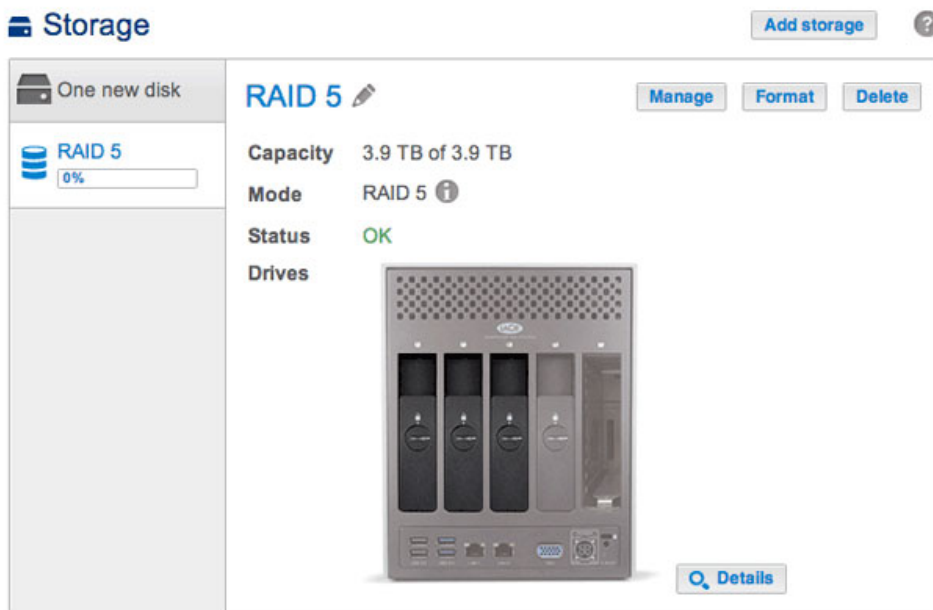 Storage
Add storage
?
One new disk
RAID 5
0%
RAID 5
Manage
Format
Delete
Capacity 3.9 TB of 3.9 TB
Mode RAID 5 i
Status OK
Drives
LACIE
Details